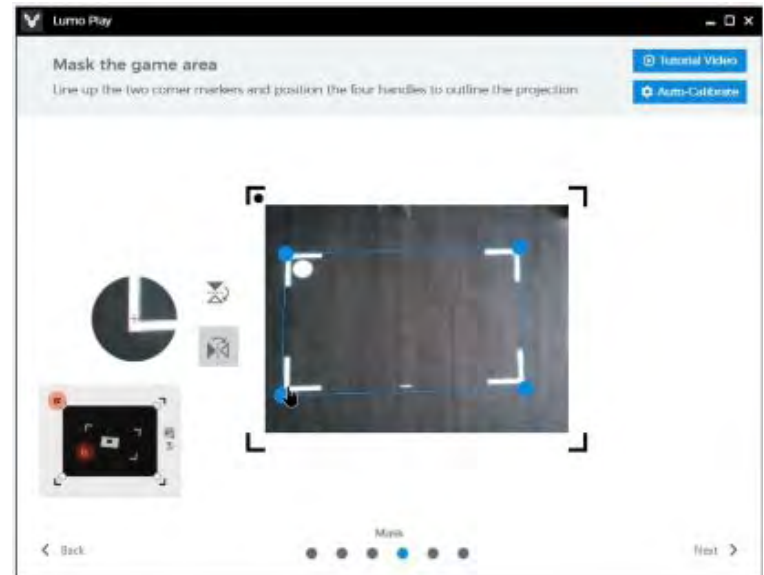 Lumo Play
Mask the game area
Tutorial Video
Line up the two corner markers and position the four handles to outline the projection
Auto-Calibrate
Mask
Back
Next